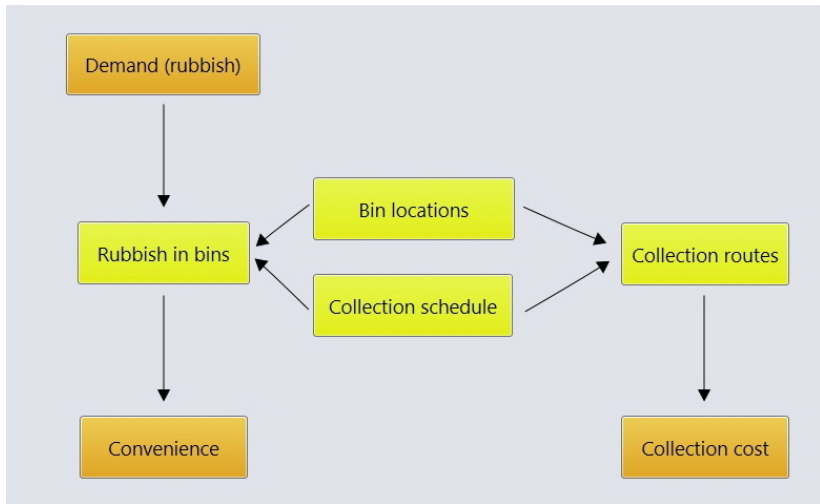 Demand (rubbish)
Bin locations
Rubbish in bins
Collection routes
Collection schedule
Convenience
Collection cost